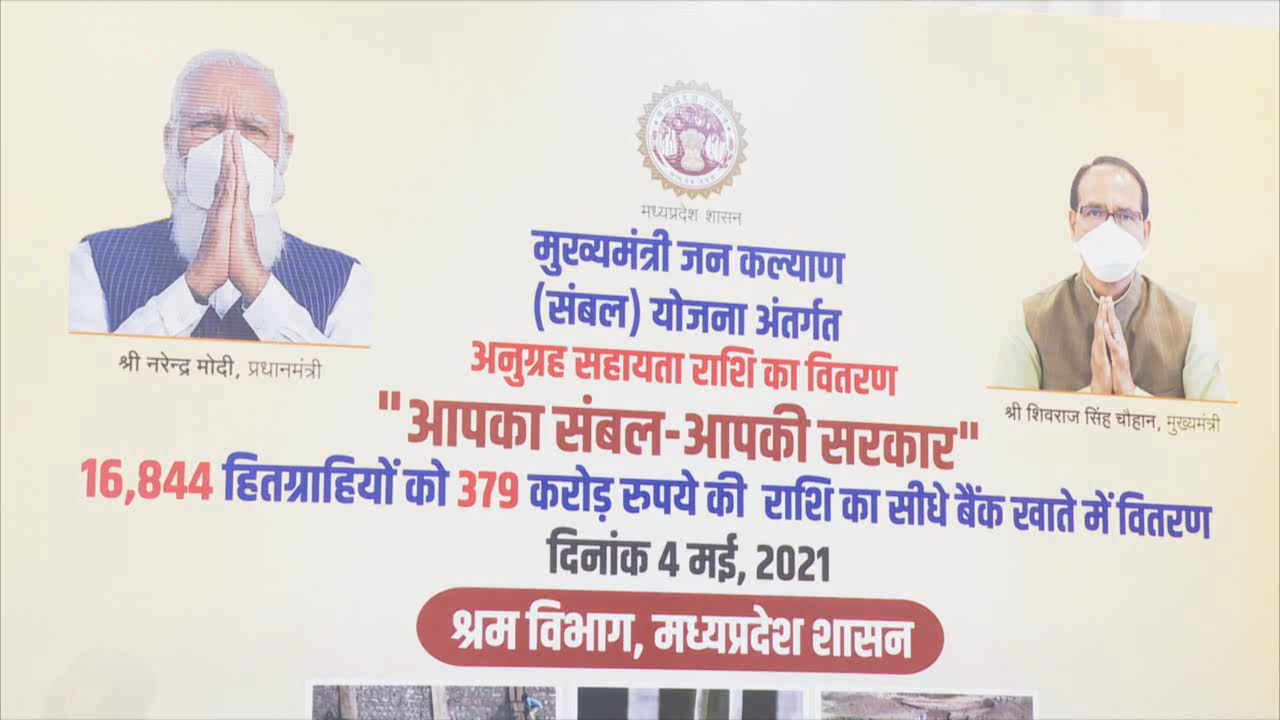 मध्यप्रदेश शासन
मुख्यमंत्री जन कल्याण
(संबल) योजना अंतर्गत
अनुग्रह सहायता राशि का वितरण
"आपका संबल-आपकी सरकार"
श्री नरेन्द्र मोदी, प्रधानमंत्री
श्री शिवराज सिंह चौहान, मुख्यमंत्री
16,844 हितग्राहियों को 379 करोड़ रुपये की राशि का सीधे बैंक खाते में वितरण
दिनांक 4 मई, 2021
श्रम विभाग, मध्यप्रदेश शासन